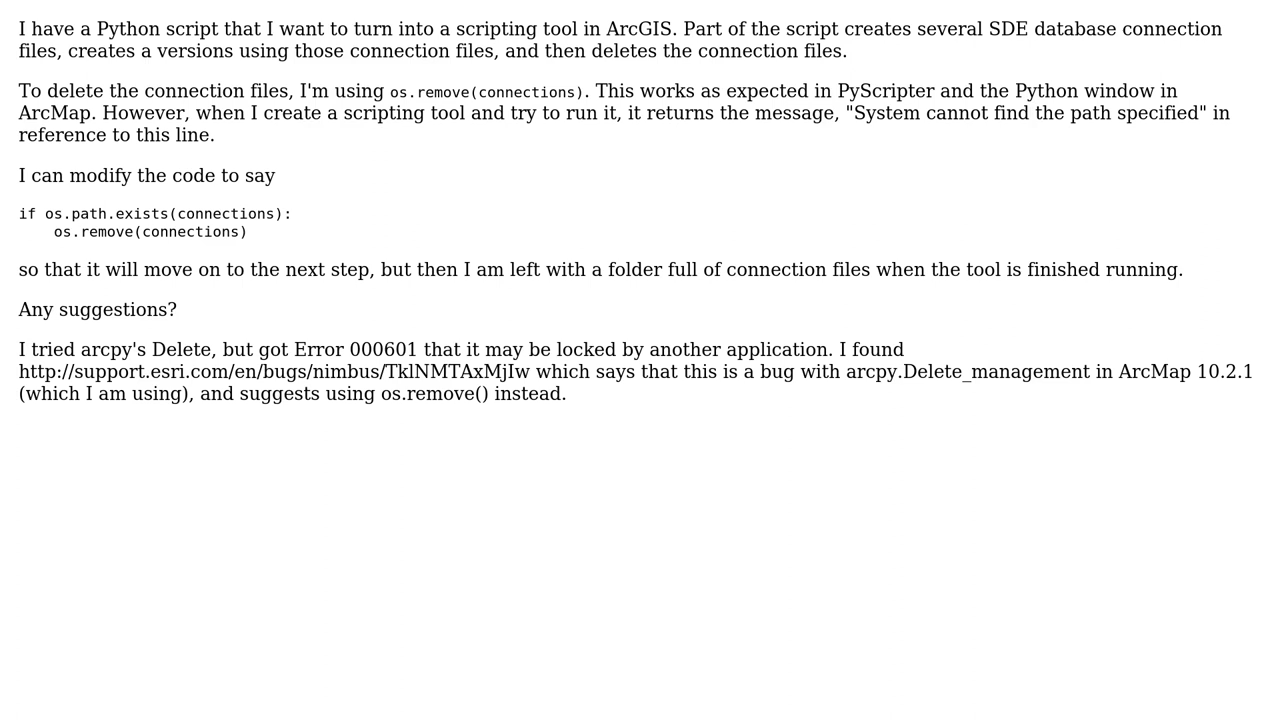 I have a Python script that I want to turn into a scripting tool in ArcGIS. Part of the script creates several SDE database connection
files, creates a versions using those connection files, and then deletes the connection files.
To delete the connection files, I'm using os.remove(connections). This works as expected in PyScripter and the Python window in
ArcMap. However, when I create a scripting tool and try to run it, it returns the message, "System cannot find the path specified" in
reference to this line.
I can modify the code to say
if os.path.exists(connections):
    os.remove(connections)
so that it will move on to the next step, but then I am left with a folder full of connection files when the tool is finished running.
Any suggestions?
I tried arcpy's Delete, but got Error 000601 that it may be locked by another application. I found
http://support.esri.com/en/bugs/nimbus/TklNMTAxMjIw which says that this is a bug with arcpy.Delete_management in ArcMap 10.2.1
(which I am using), and suggests using os.remove() instead.